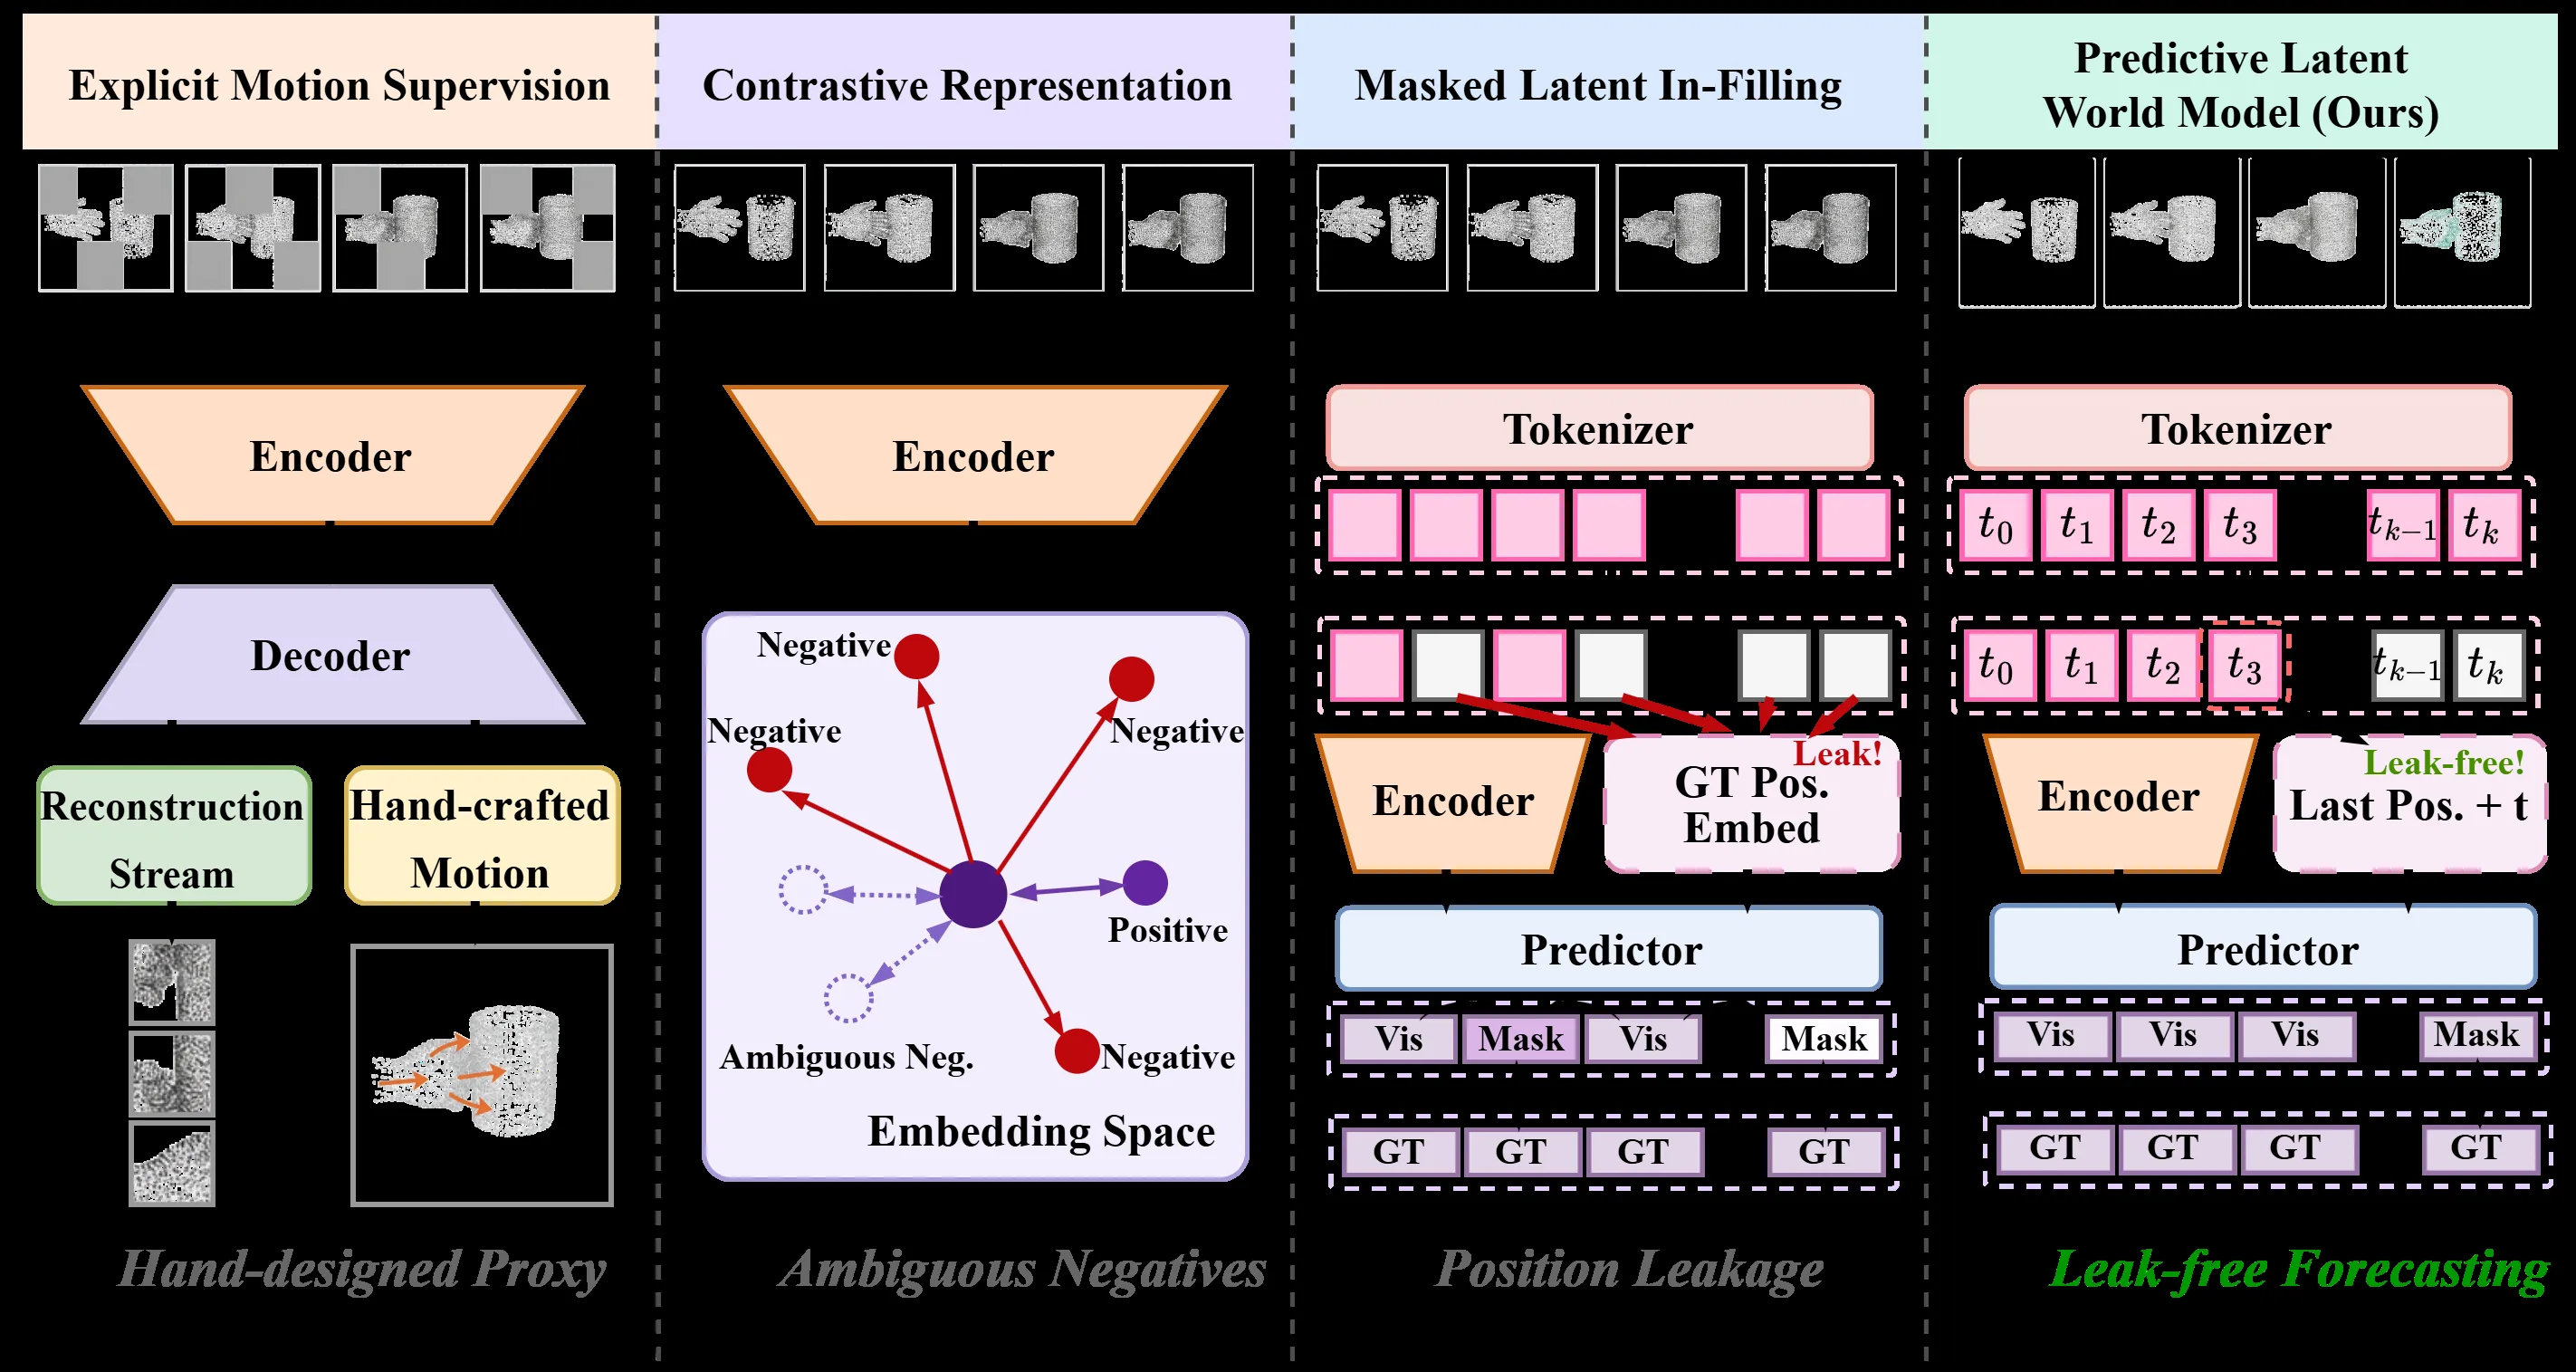 Explicit Motion Supervision
Encoder
Decoder
Reconstruction
Stream
Hand-crafted
Motion
Hand-designed Proxy
Contrastive Representation
Encoder
Negative
Negative
Negative
Positive
Ambiguous Neg.
Negative
Embedding Space
Ambiguous Negatives
Masked Latent In-Filling
Tokenizer
Encoder
Leak!
GT Pos.
Embed
Predictor
Vis Mask Vis Mask
GT GT GT GT
Position Leakage
Predictive Latent
World Model (Ours)
Tokenizer
t₀ t₁ t₂ t₃ tₖ₋₁ tₖ
t₀ t₁ t₂ t₃ tₖ₋₁ tₖ
Encoder
Leak-free!
Last Pos. + t
Predictor
Vis Vis Vis Mask
GT GT GT GT
Leak-free Forecasting